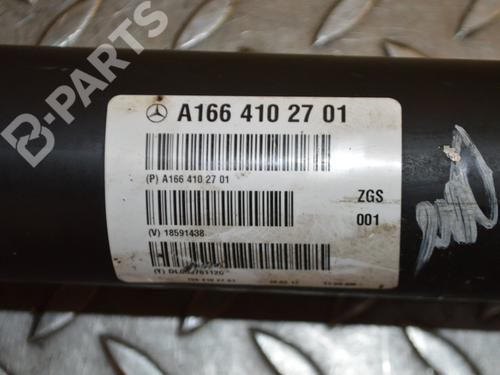 B-PARTS
A166 410 27 01
(P) A166 410 27 01
ZGS
(V) 18591438
001